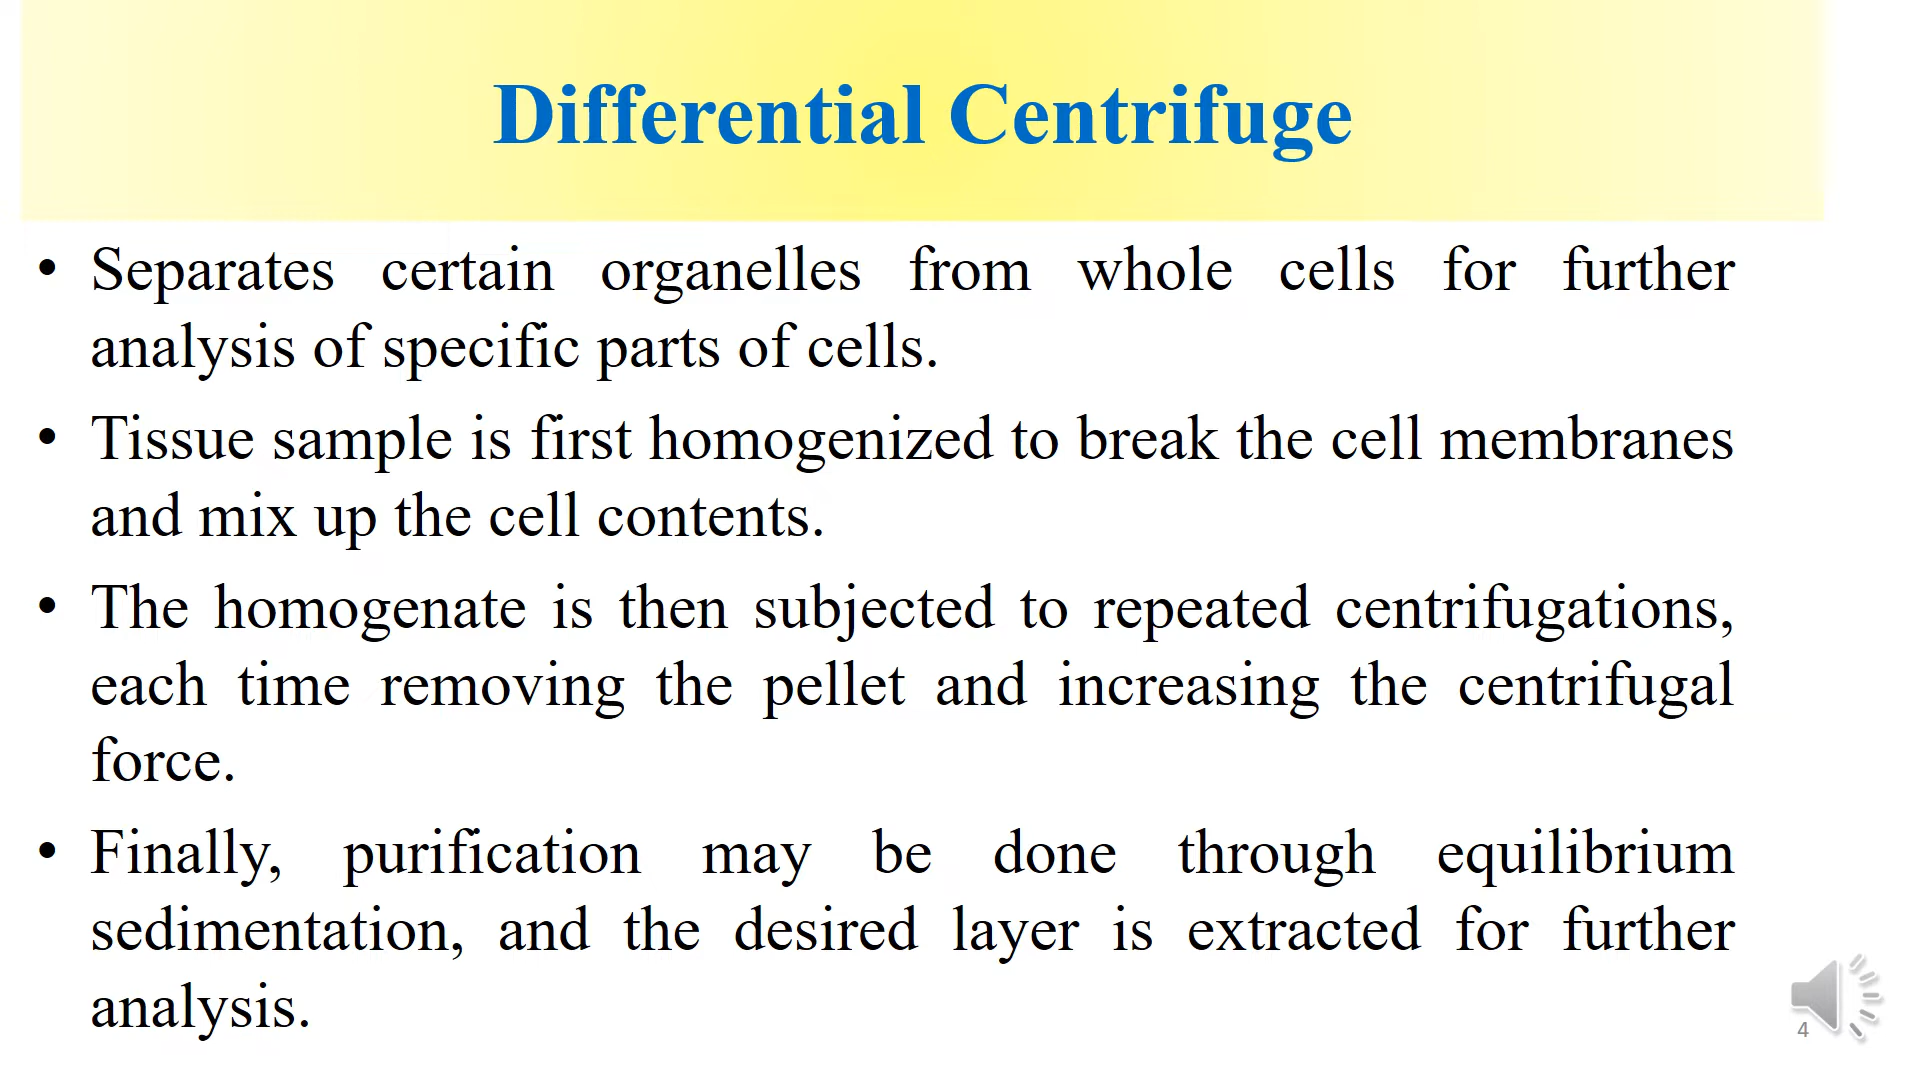 Differential Centrifuge
• Separates certain organelles from whole cells for further
analysis of specific parts of cells.
• Tissue sample is first homogenized to break the cell membranes
and mix up the cell contents.
• The homogenate is then subjected to repeated centrifugations,
each time removing the pellet and increasing the centrifugal
force.
• Finally, purification may be done through equilibrium
sedimentation, and the desired layer is extracted for further
analysis.
4